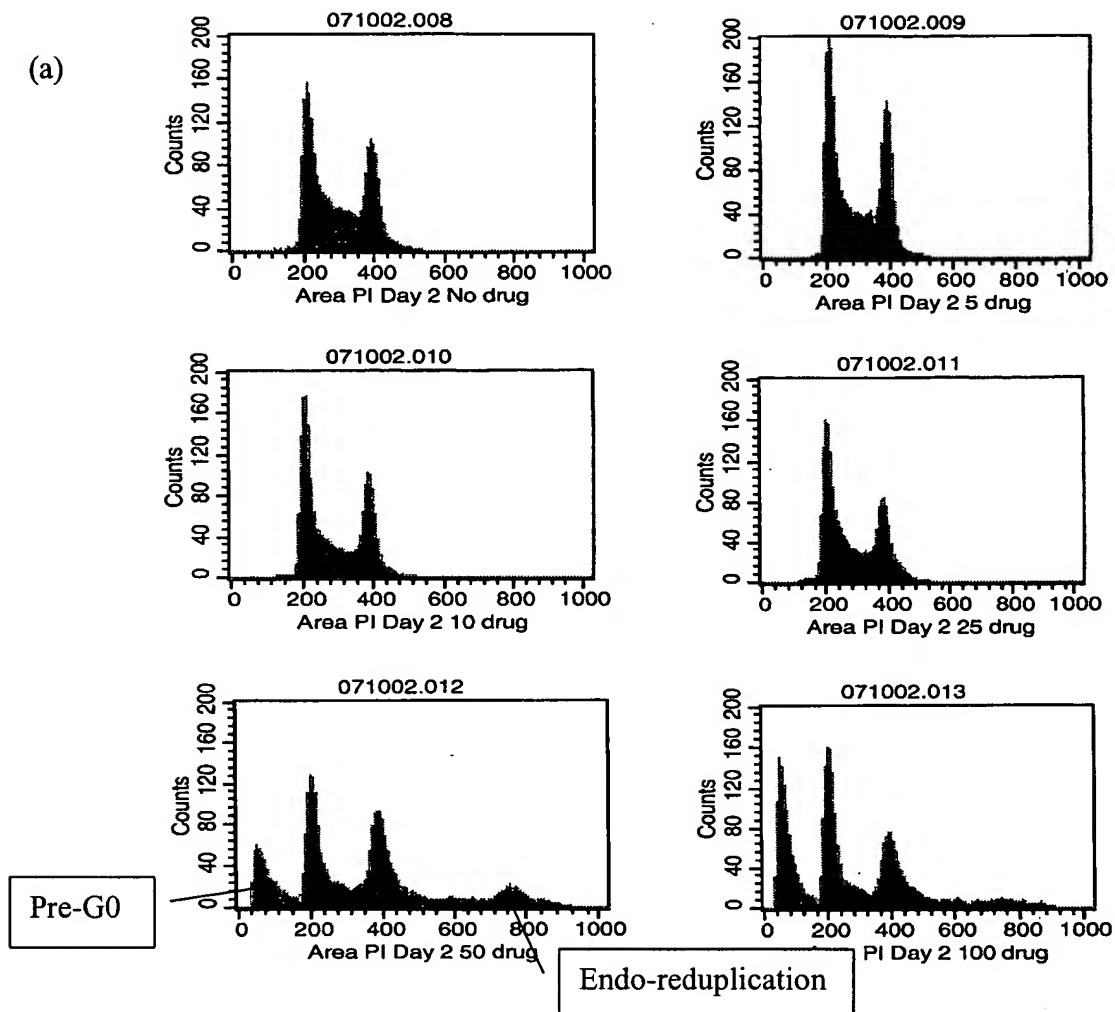 (a)
071002.008
200
160
120
80
40
0
Counts
0 200 400 600 800 1000
Area PI Day 2 No drug
071002.009
200
160
120
80
40
0
Counts
0 200 400 600 800 1000
Area PI Day 2 5 drug
071002.010
200
160
120
80
40
0
Counts
0 200 400 600 800 1000
Area PI Day 2 10 drug
071002.011
200
160
120
80
40
0
Counts
0 200 400 600 800 1000
Area PI Day 2 25 drug
071002.012
200
160
120
80
40
0
Counts
0 200 400 600 800 1000
Area PI Day 2 50 drug
Pre-G0
Endo-reduplication
071002.013
200
160
120
80
40
0
Counts
0 200 400 600 800 1000
PI Day 2 100 drug